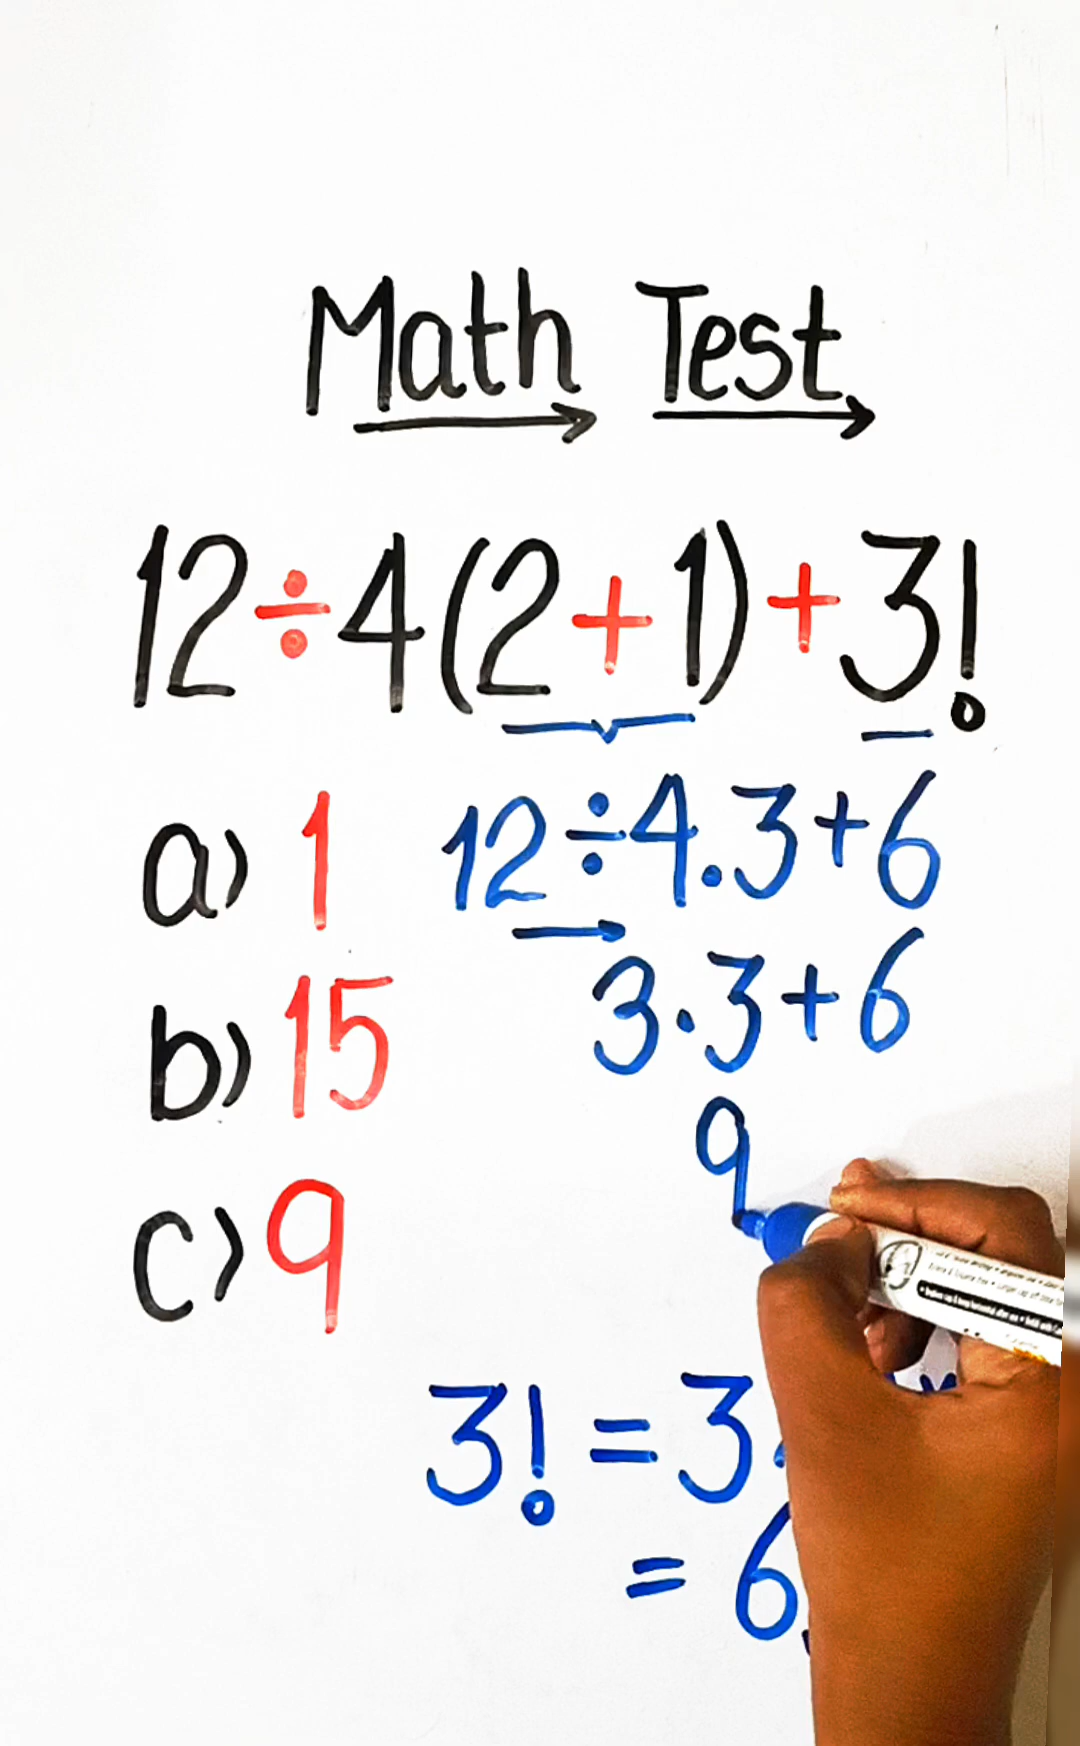 Math Test
12÷4(2+1)+3!
a) 1
12÷4.3+6
3.3+6
b) 15
9
c) 9
3! = 3
= 6